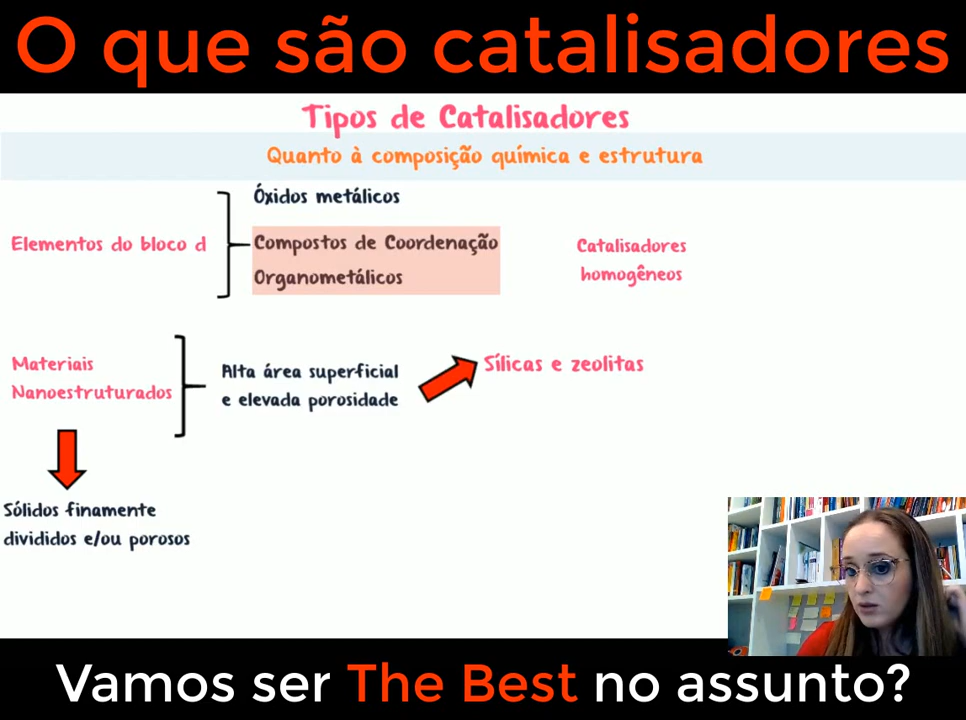 O que são catalisadores
Tipos de Catalisadores
Quanto à composição química e estrutura
Elementos do bloco d
Óxidos metálicos
Compostos de Coordenação
Organometálicos
Catalisadores
homogêneos
Materiais
Nanoestruturados
Alta área superficial
e elevada porosidade
Sílicas e zeolitas
Sólidos finamente
divididos e/ou porosos
Vamos ser The Best no assunto?